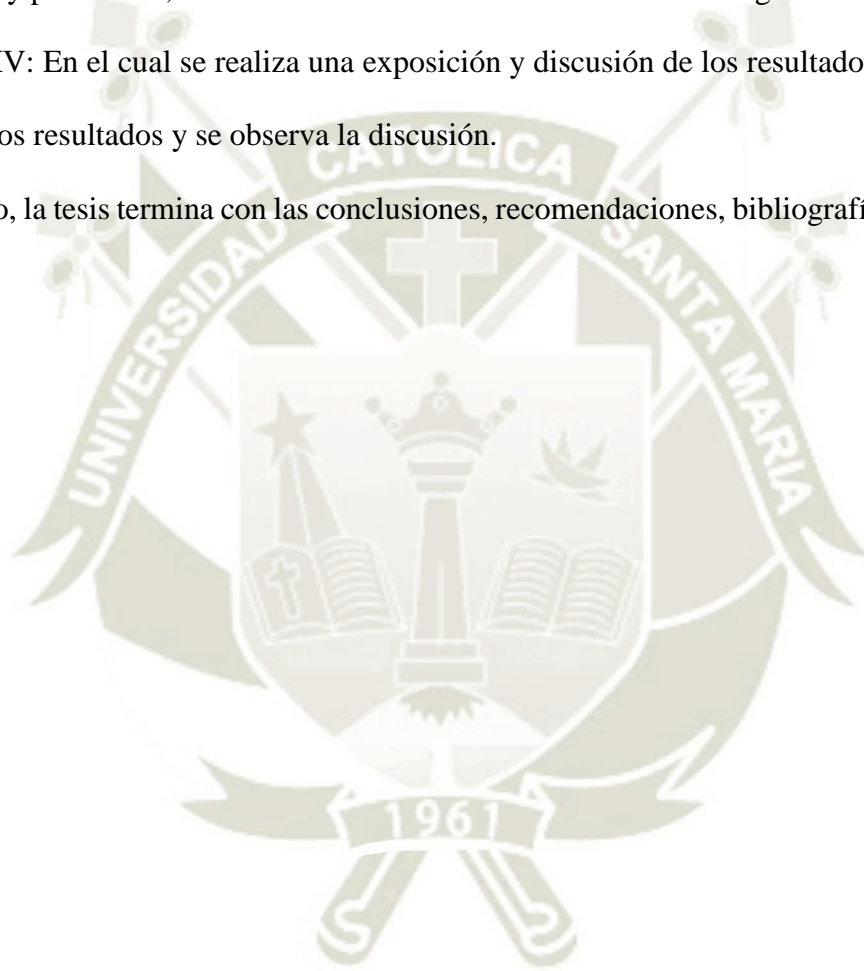 IV: En el cual se realiza una exposición y discusión de los resultado
os resultados y se observa la discusión.
o, la tesis termina con las conclusiones, recomendaciones, bibliografí
UNIVERSIDAD CATOLICA SANTA MARIA
1961